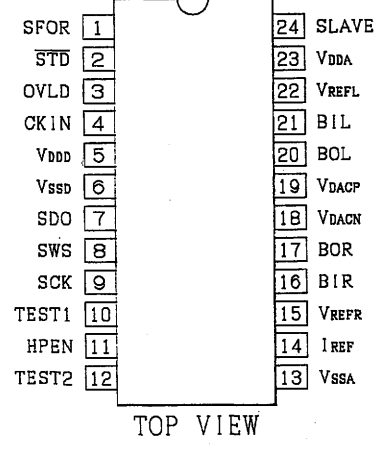 SFOR 1 24 SLAVE
STD 2 23 VDDA
OVLD 3 22 VREFL
CKIN 4 21 BIL
VDDD 5 20 BOL
VSSD 6 19 VDACP
SDO 7 18 VDACN
SWS 8 17 BOR
SCK 9 16 BIR
TEST1 10 15 VREFR
HPEN 11 14 IREF
TEST2 12 13 VSSA
TOP VIEW